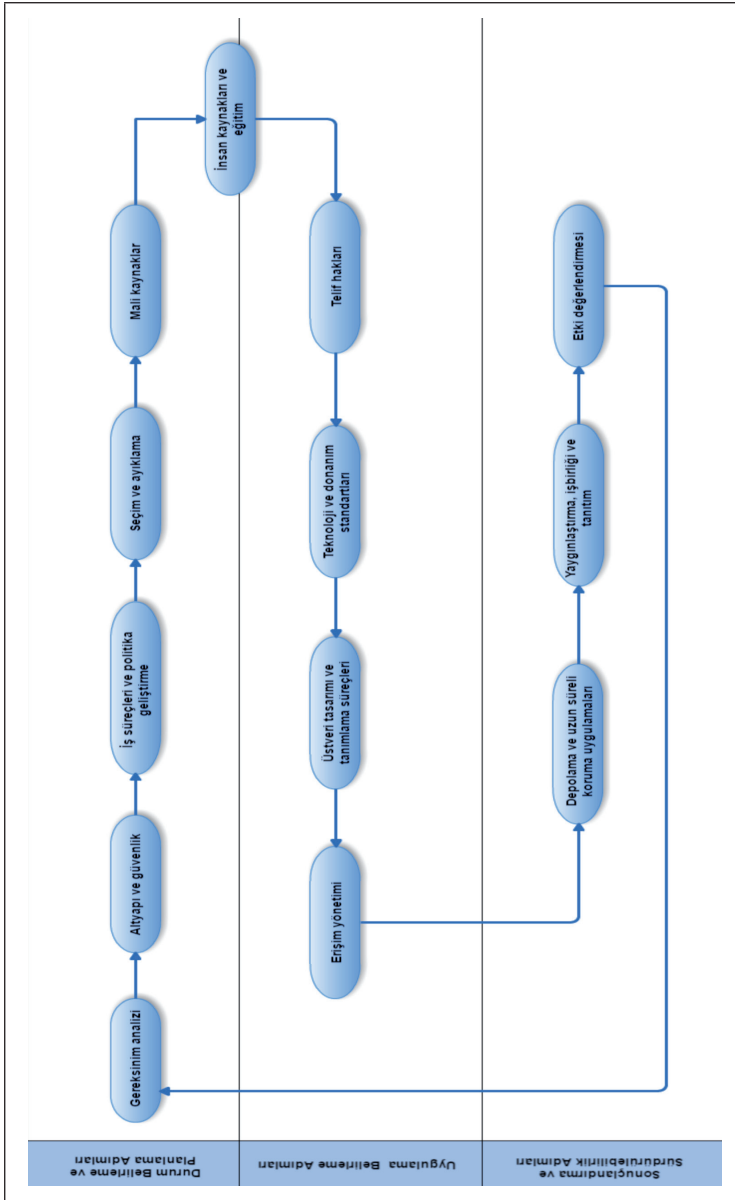 Durum Belirleme ve
Planlama Adımları
Gereksinim analizi
Altyapı ve güvenlik
İş süreçleri ve politika
geliştirme
Seçim ve ayıklama
Mali kaynaklar
İnsan kaynakları ve
eğitim
Uygulama Belirleme Adımları
Telif hakları
Teknoloji ve donanım
standartları
Üstveri tasarımı ve
tanımlama süreçleri
Erişim yönetimi
Sonuçlandırma ve
Sürdürülebilirlik Adımları
Depolama ve uzun süreli
koruma uygulamaları
Yaygınlaştırma, işbirliği ve
tanıtım
Etki değerlendirmesi